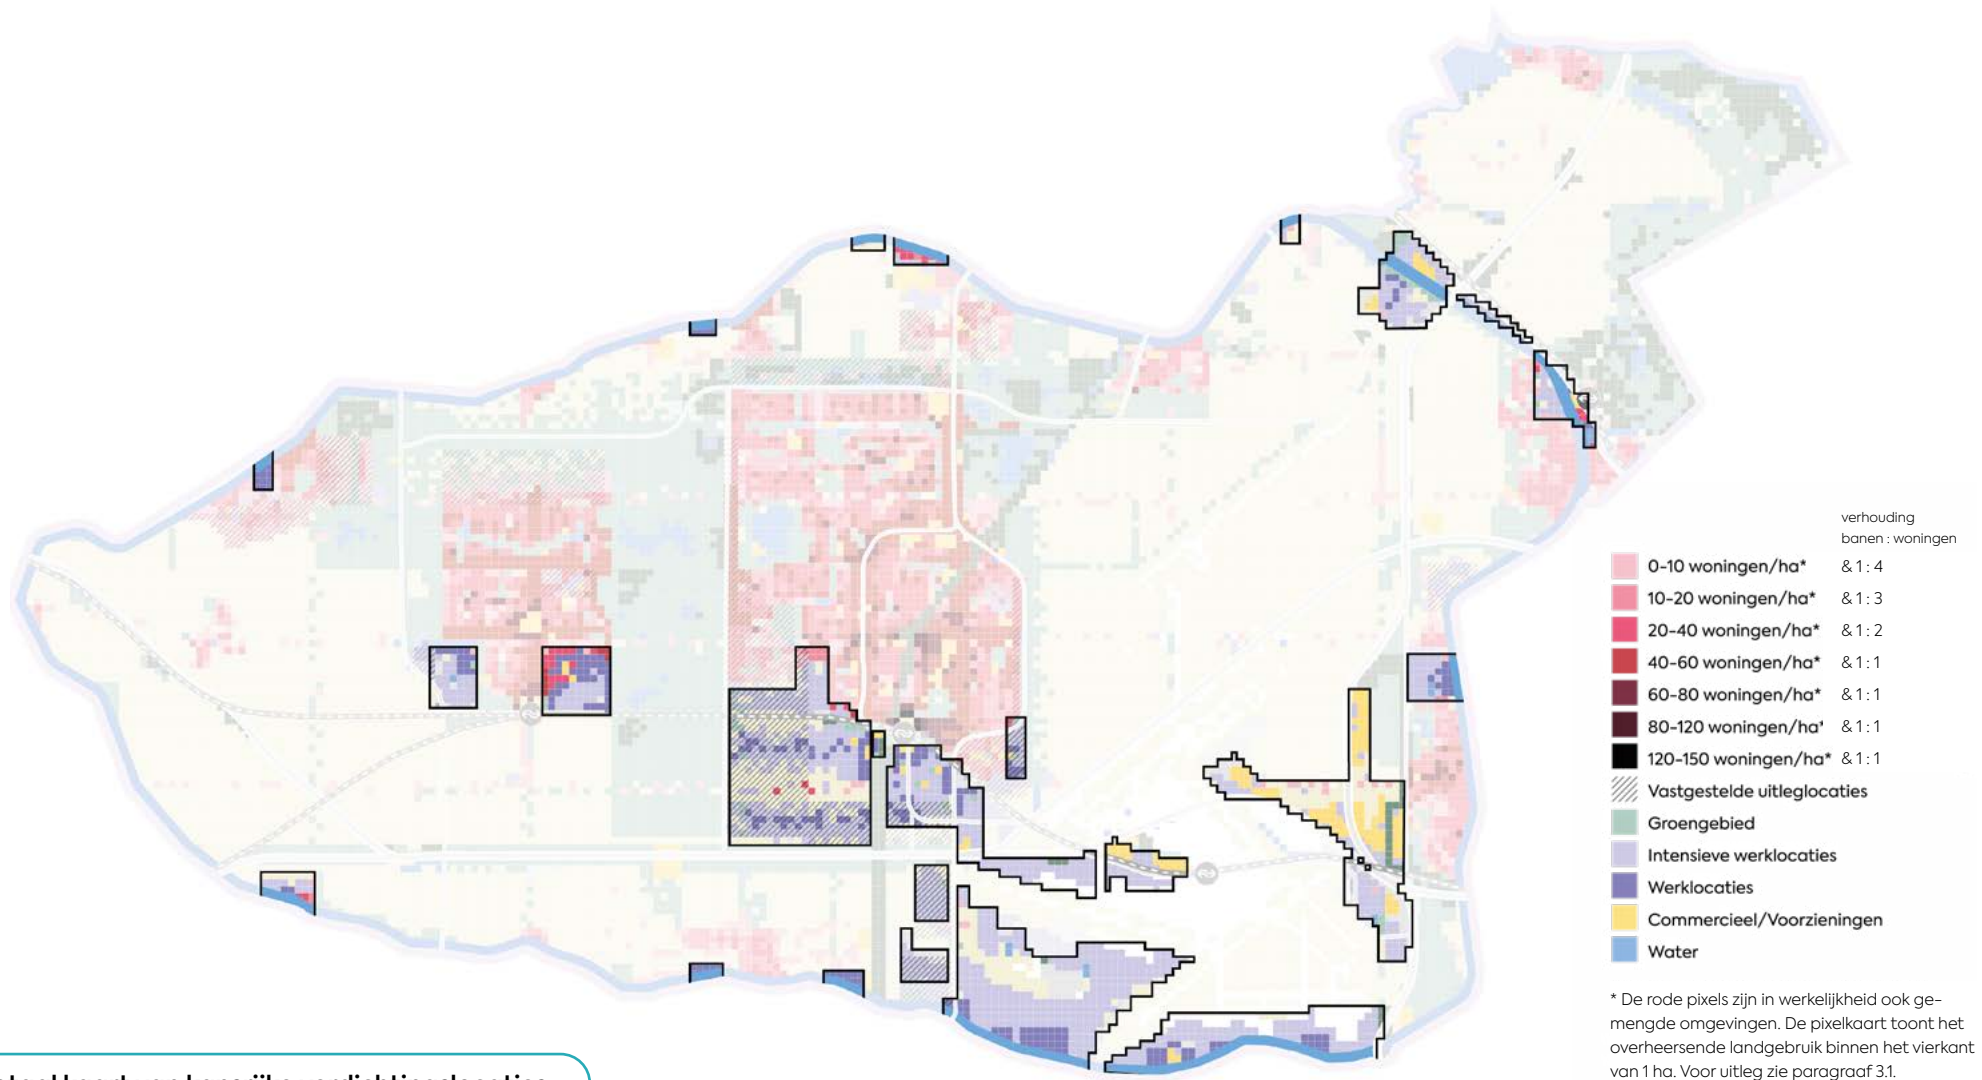 verhouding
banen : woningen
0-10 woningen/ha* & 1 : 4
10-20 woningen/ha* & 1 : 3
20-40 woningen/ha* & 1 : 2
40-60 woningen/ha* & 1 : 1
60-80 woningen/ha* & 1 : 1
80-120 woningen/ha* & 1 : 1
120-150 woningen/ha* & 1 : 1
Vastgestelde uitleglocaties
Groengebied
Intensieve werklocaties
Werklocaties
Commercieel/Voorzieningen
Water
* De rode pixels zijn in werkelijkheid ook ge-
mengde omgevingen. De pixelkaart toont het
overheersende landgebruik binnen het vierkant
van 1 ha. Voor uitleg zie paragraaf 3.1.